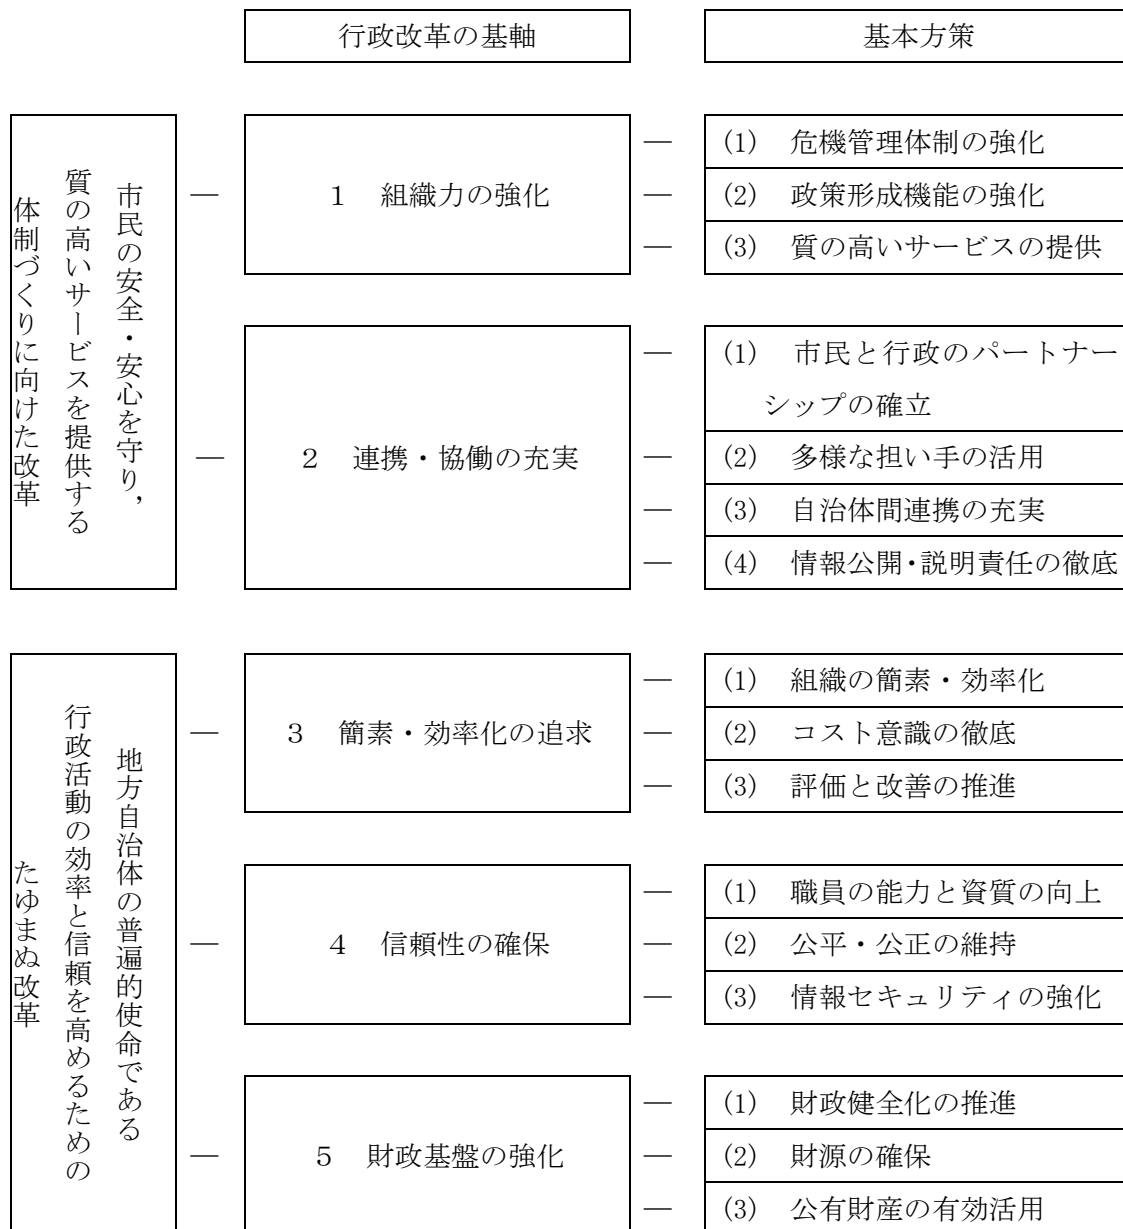 行政改革の基軸
基本方策
市民の安全・安心を守り，
質の高いサービスを提供する
体制づくりに向けた改革
１　組織力の強化
(1)　危機管理体制の強化
(2)　政策形成機能の強化
(3)　質の高いサービスの提供
２　連携・協働の充実
(1)　市民と行政のパートナー
シップの確立
(2)　多様な担い手の活用
(3)　自治体間連携の充実
(4)　情報公開・説明責任の徹底
地方自治体の普遍的使命である
行政活動の効率と信頼を高めるための
たゆまぬ改革
３　簡素・効率化の追求
(1)　組織の簡素・効率化
(2)　コスト意識の徹底
(3)　評価と改善の推進
４　信頼性の確保
(1)　職員の能力と資質の向上
(2)　公平・公正の維持
(3)　情報セキュリティの強化
５　財政基盤の強化
(1)　財政健全化の推進
(2)　財源の確保
(3)　公有財産の有効活用